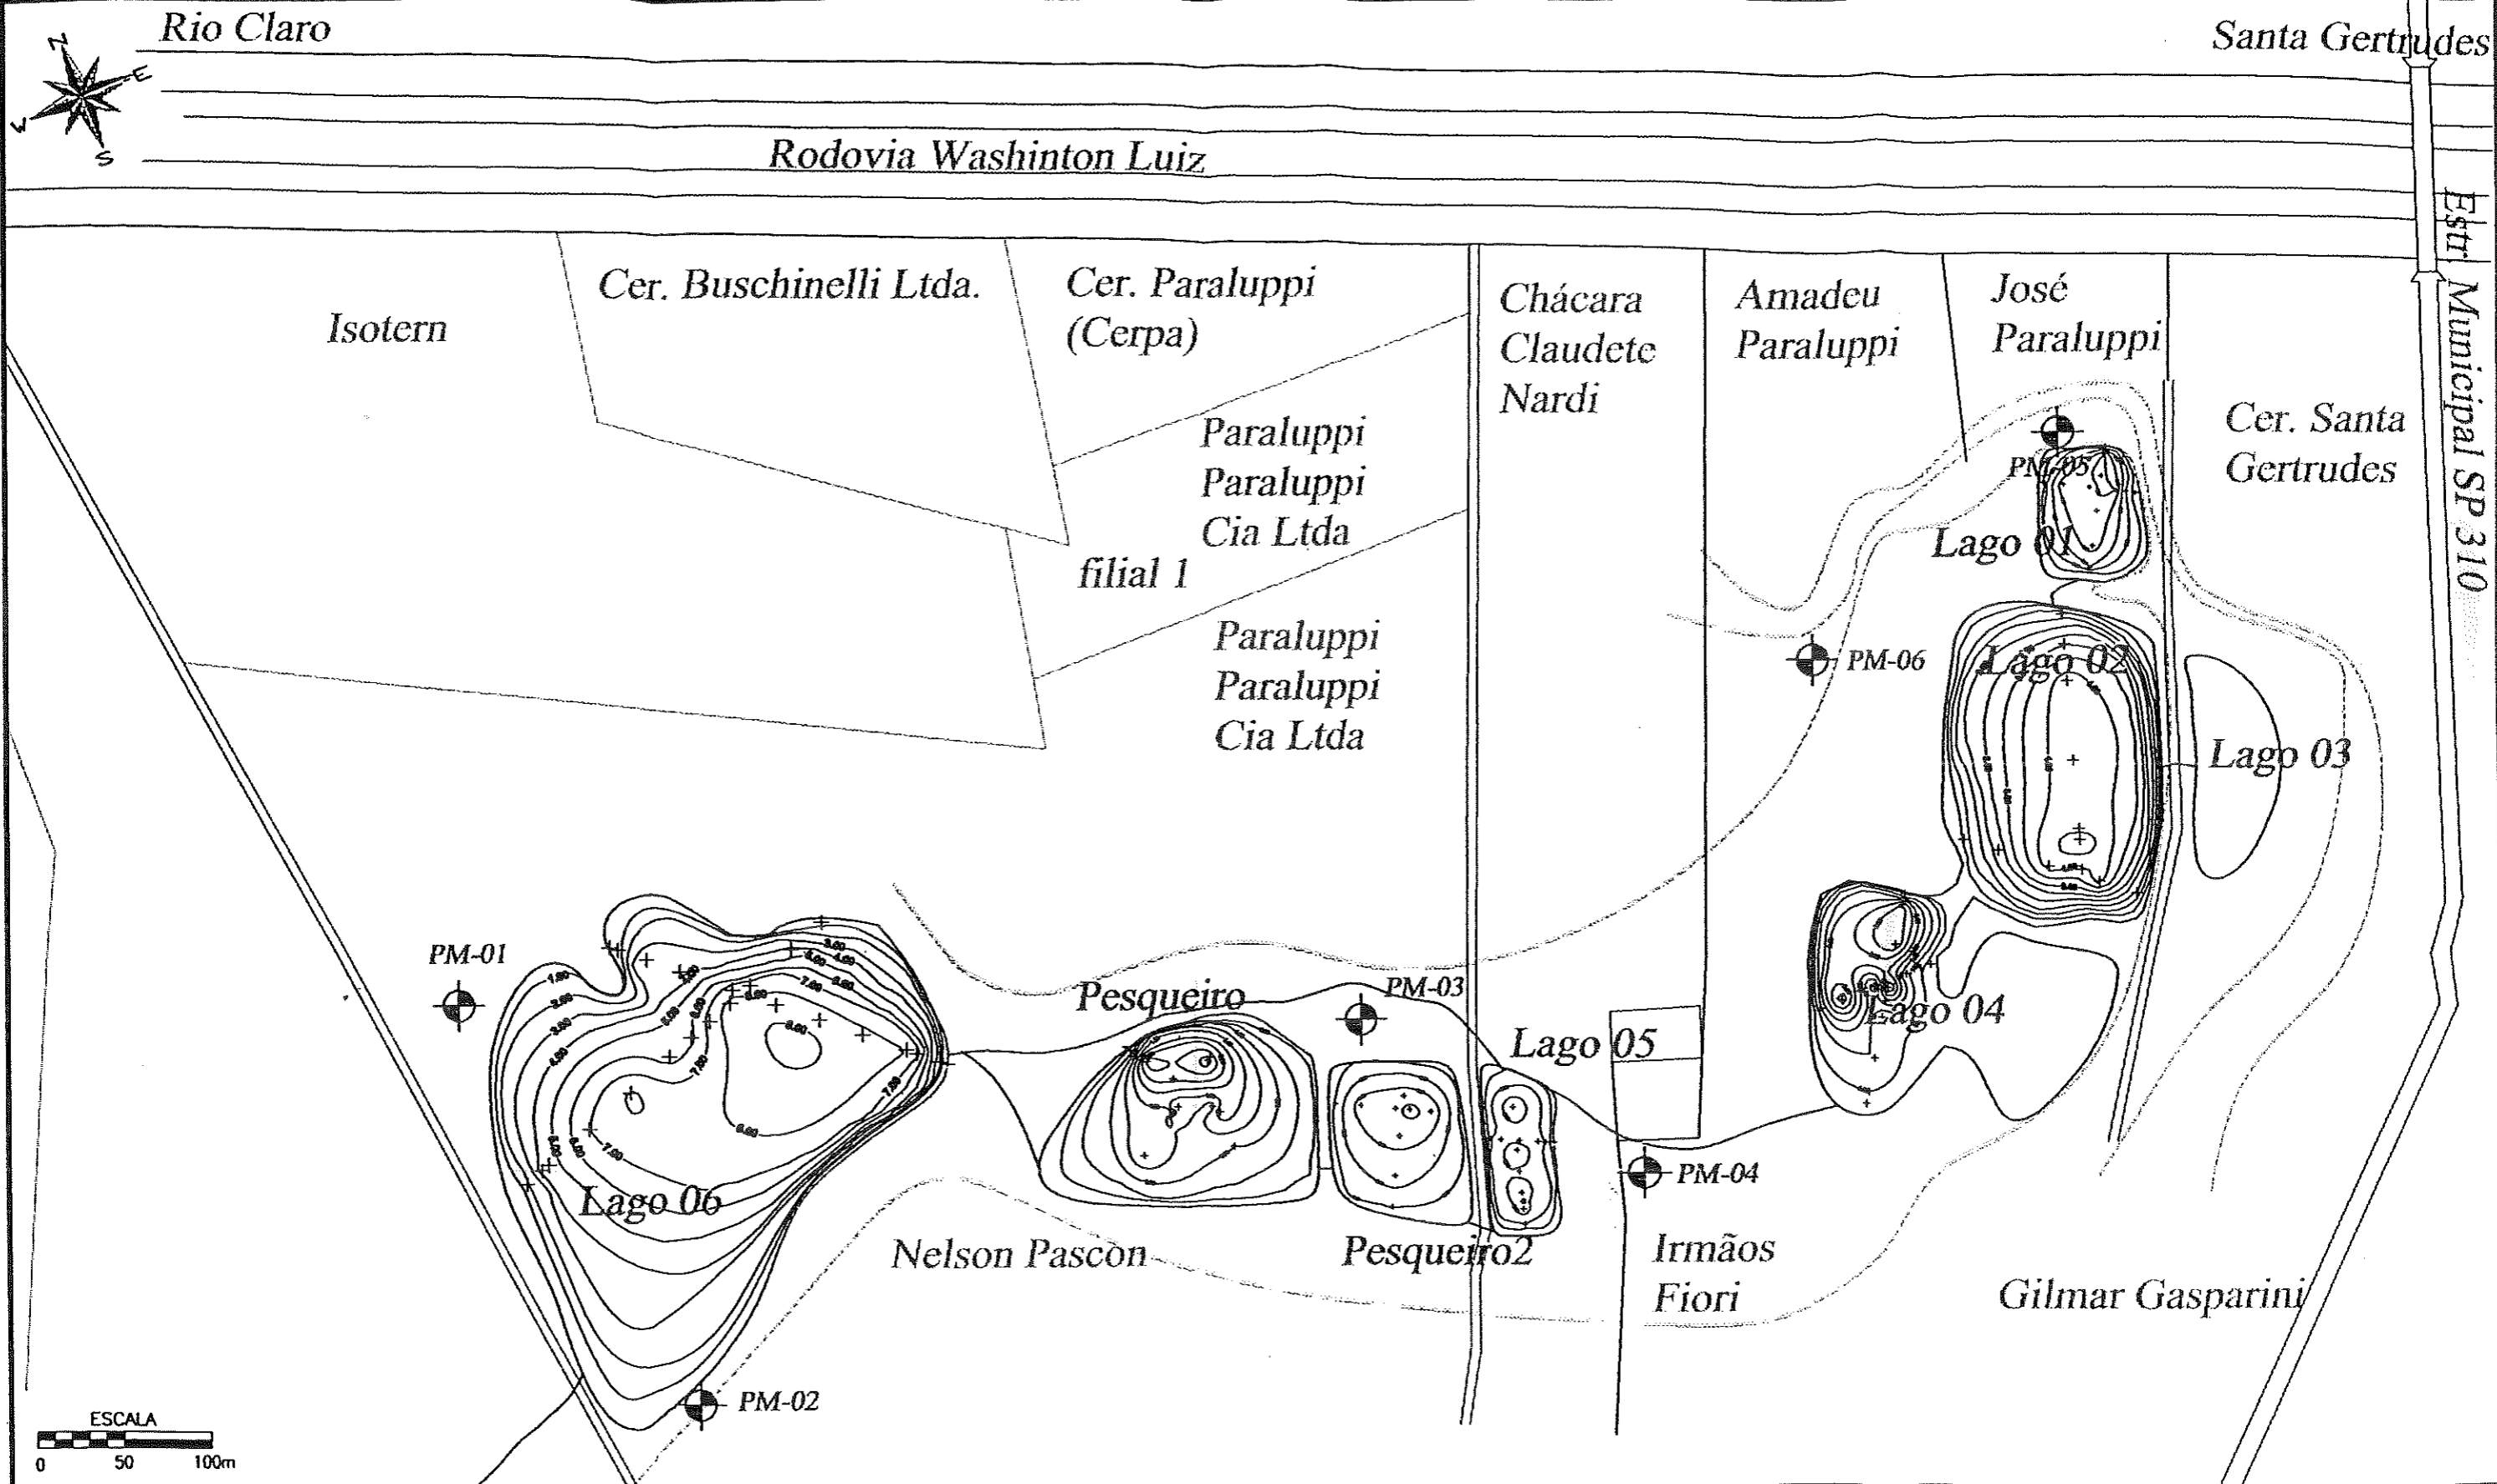 Rio Claro
Santa Gertrudes
N
E
W
S
Rodovia Washinton Luiz
Estr. Municipal SP 310
Isotern
Cer. Buschinelli Ltda.
Cer. Paraluppi
(Cerpa)
Chácara
Claudete
Nardi
Amadeu
Paraluppi
José
Paraluppi
Cer. Santa
Gertrudes
Paraluppi
Paraluppi
Cia Ltda
filial 1
Paraluppi
Paraluppi
Cia Ltda
PM-05
Lago 01
PM-06
Lago 02
Lago 03
PM-01
Pesqueiro
PM-03
Lago 05
Lago 04
Lago 06
PM-04
Nelson Pascon
Pesqueiro2
Irmãos
Fiori
Gilmar Gasparini
PM-02
ESCALA
0 50 100m